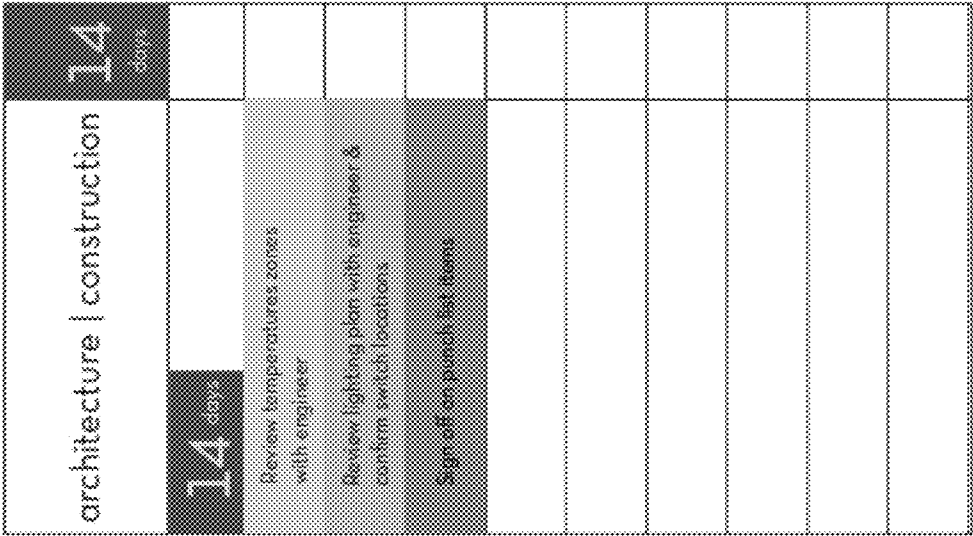 architecture | construction
14
days
14 days
Review temperatures zones
with engineer
Review lighting plan with engineer &
confirm switch locations
Sign off on punch list items